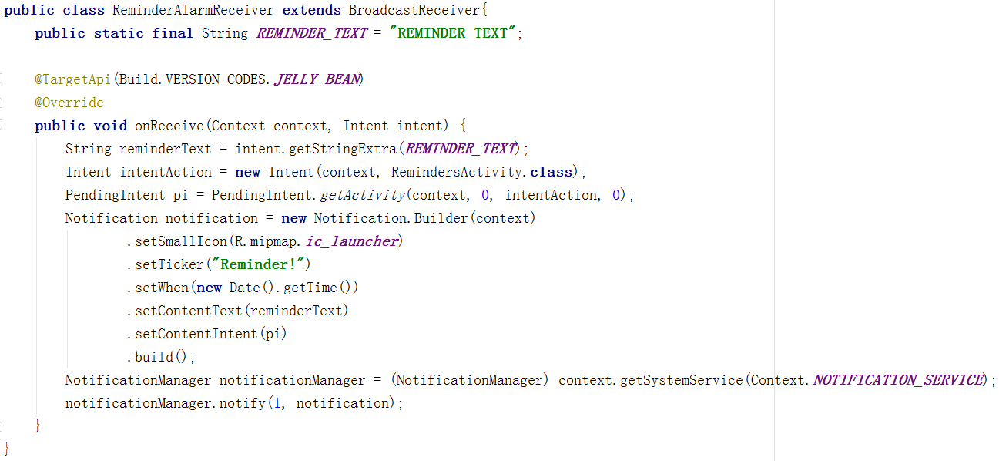 public class ReminderAlarmReceiver extends BroadcastReceiver{
    public static final String REMINDER_TEXT = "REMINDER TEXT";

    @TargetApi(Build.VERSION_CODES.JELLY_BEAN)
    @Override
    public void onReceive(Context context, Intent intent) {
        String reminderText = intent.getStringExtra(REMINDER_TEXT);
        Intent intentAction = new Intent(context, RemindersActivity.class);
        PendingIntent pi = PendingIntent.getActivity(context, 0, intentAction, 0);
        Notification notification = new Notification.Builder(context)
                .setSmallIcon(R.mipmap.ic_launcher)
                .setTicker("Reminder!")
                .setWhen(new Date().getTime())
                .setContentText(reminderText)
                .setContentIntent(pi)
                .build();
        NotificationManager notificationManager = (NotificationManager) context.getSystemService(Context.NOTIFICATION_SERVICE);
        notificationManager.notify(1, notification);
    }
}